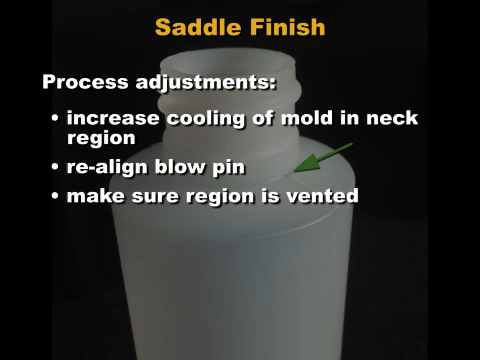 Saddle Finish
Process adjustments:
• increase cooling of mold in neck
region
• re-align blow pin
• make sure region is vented